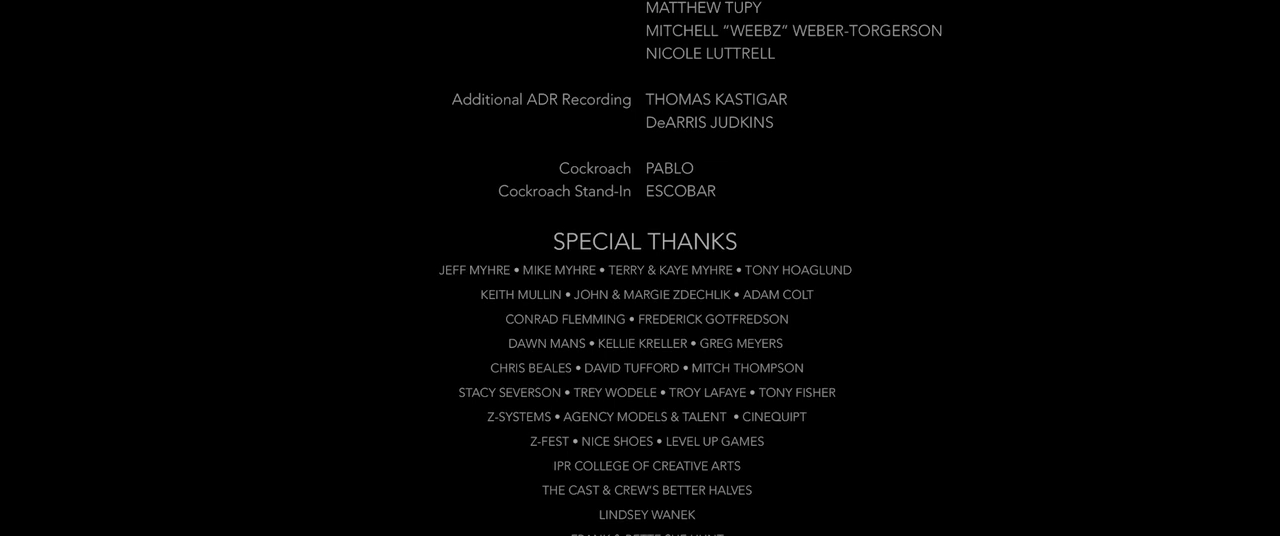 MATTHEW TUPY
MITCHELL “WEEBZ” WEBER-TORGERSON
NICOLE LUTTRELL
Additional ADR Recording THOMAS KASTIGAR
DeARRIS JUDKINS
Cockroach PABLO
Cockroach Stand-In ESCOBAR
SPECIAL THANKS
JEFF MYHRE • MIKE MYHRE • TERRY & KAYE MYHRE • TONY HOAGLUND
KEITH MULLIN • JOHN & MARGIE ZDECHLIK • ADAM COLT
CONRAD FLEMMING • FREDERICK GOTFREDSON
DAWN MANS • KELLIE KRELLER • GREG MEYERS
CHRIS BEALES • DAVID TUFFORD • MITCH THOMPSON
STACY SEVERSON • TREY WODELE • TROY LAFAYE • TONY FISHER
Z-SYSTEMS • AGENCY MODELS & TALENT • CINEQUIPT
Z-FEST • NICE SHOES • LEVEL UP GAMES
IPR COLLEGE OF CREATIVE ARTS
THE CAST & CREW'S BETTER HALVES
LINDSEY WANEK